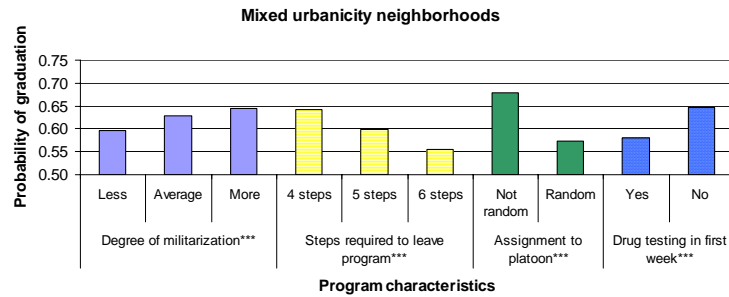 Mixed urbanicity neighborhoods
Probability of graduation
0.75
0.70
0.65
0.60
0.55
0.50
Less Average More 4 steps 5 steps 6 steps Not random Random Yes No
Degree of militarization*** Steps required to leave program*** Assignment to platoon*** Drug testing in first week***
Program characteristics